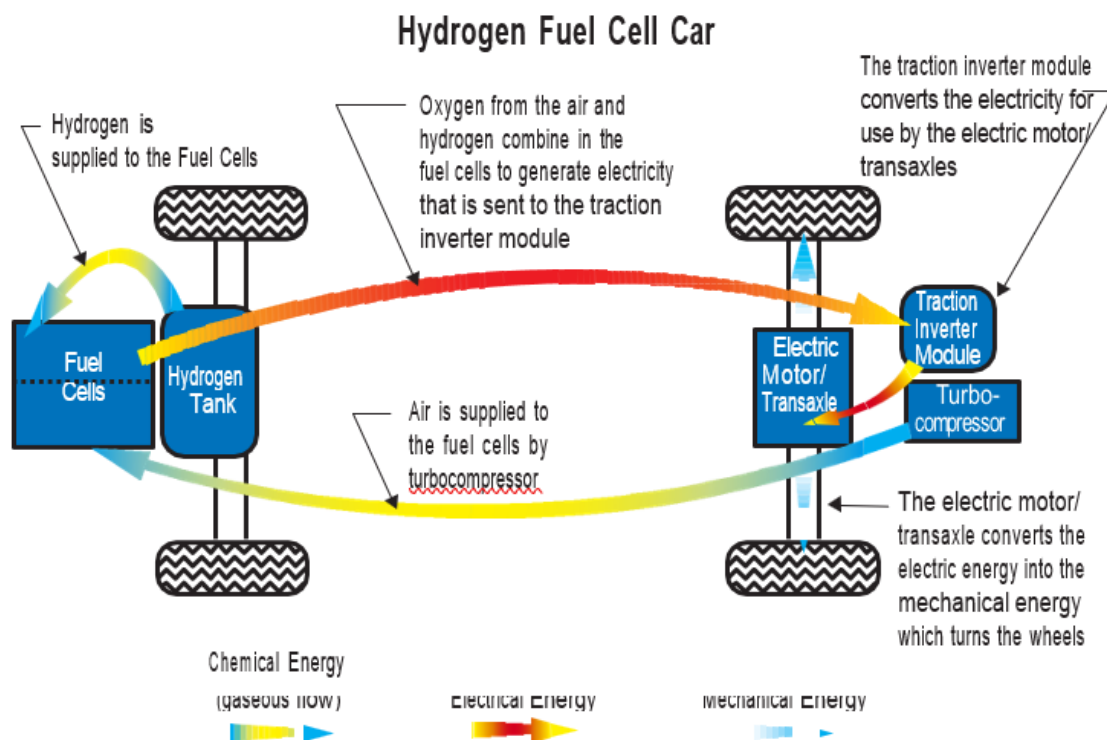 Hydrogen Fuel Cell Car
Hydrogen is
supplied to the Fuel Cells
Oxygen from the air and
hydrogen combine in the
fuel cells to generate electricity
that is sent to the traction
inverter module
The traction inverter module
converts the electricity for
use by the electric motor/
transaxles
Fuel
Cells
Hydrogen
Tank
Electric
Motor/
Transaxle
Traction
Inverter
Module
Turbo-
compressor
Air is supplied to
the fuel cells by
turbocompressor
The electric motor/
transaxle converts the
electric energy into the
mechanical energy
which turns the wheels
Chemical Energy
(gaseous flow)
Electrical Energy
Mechanical Energy